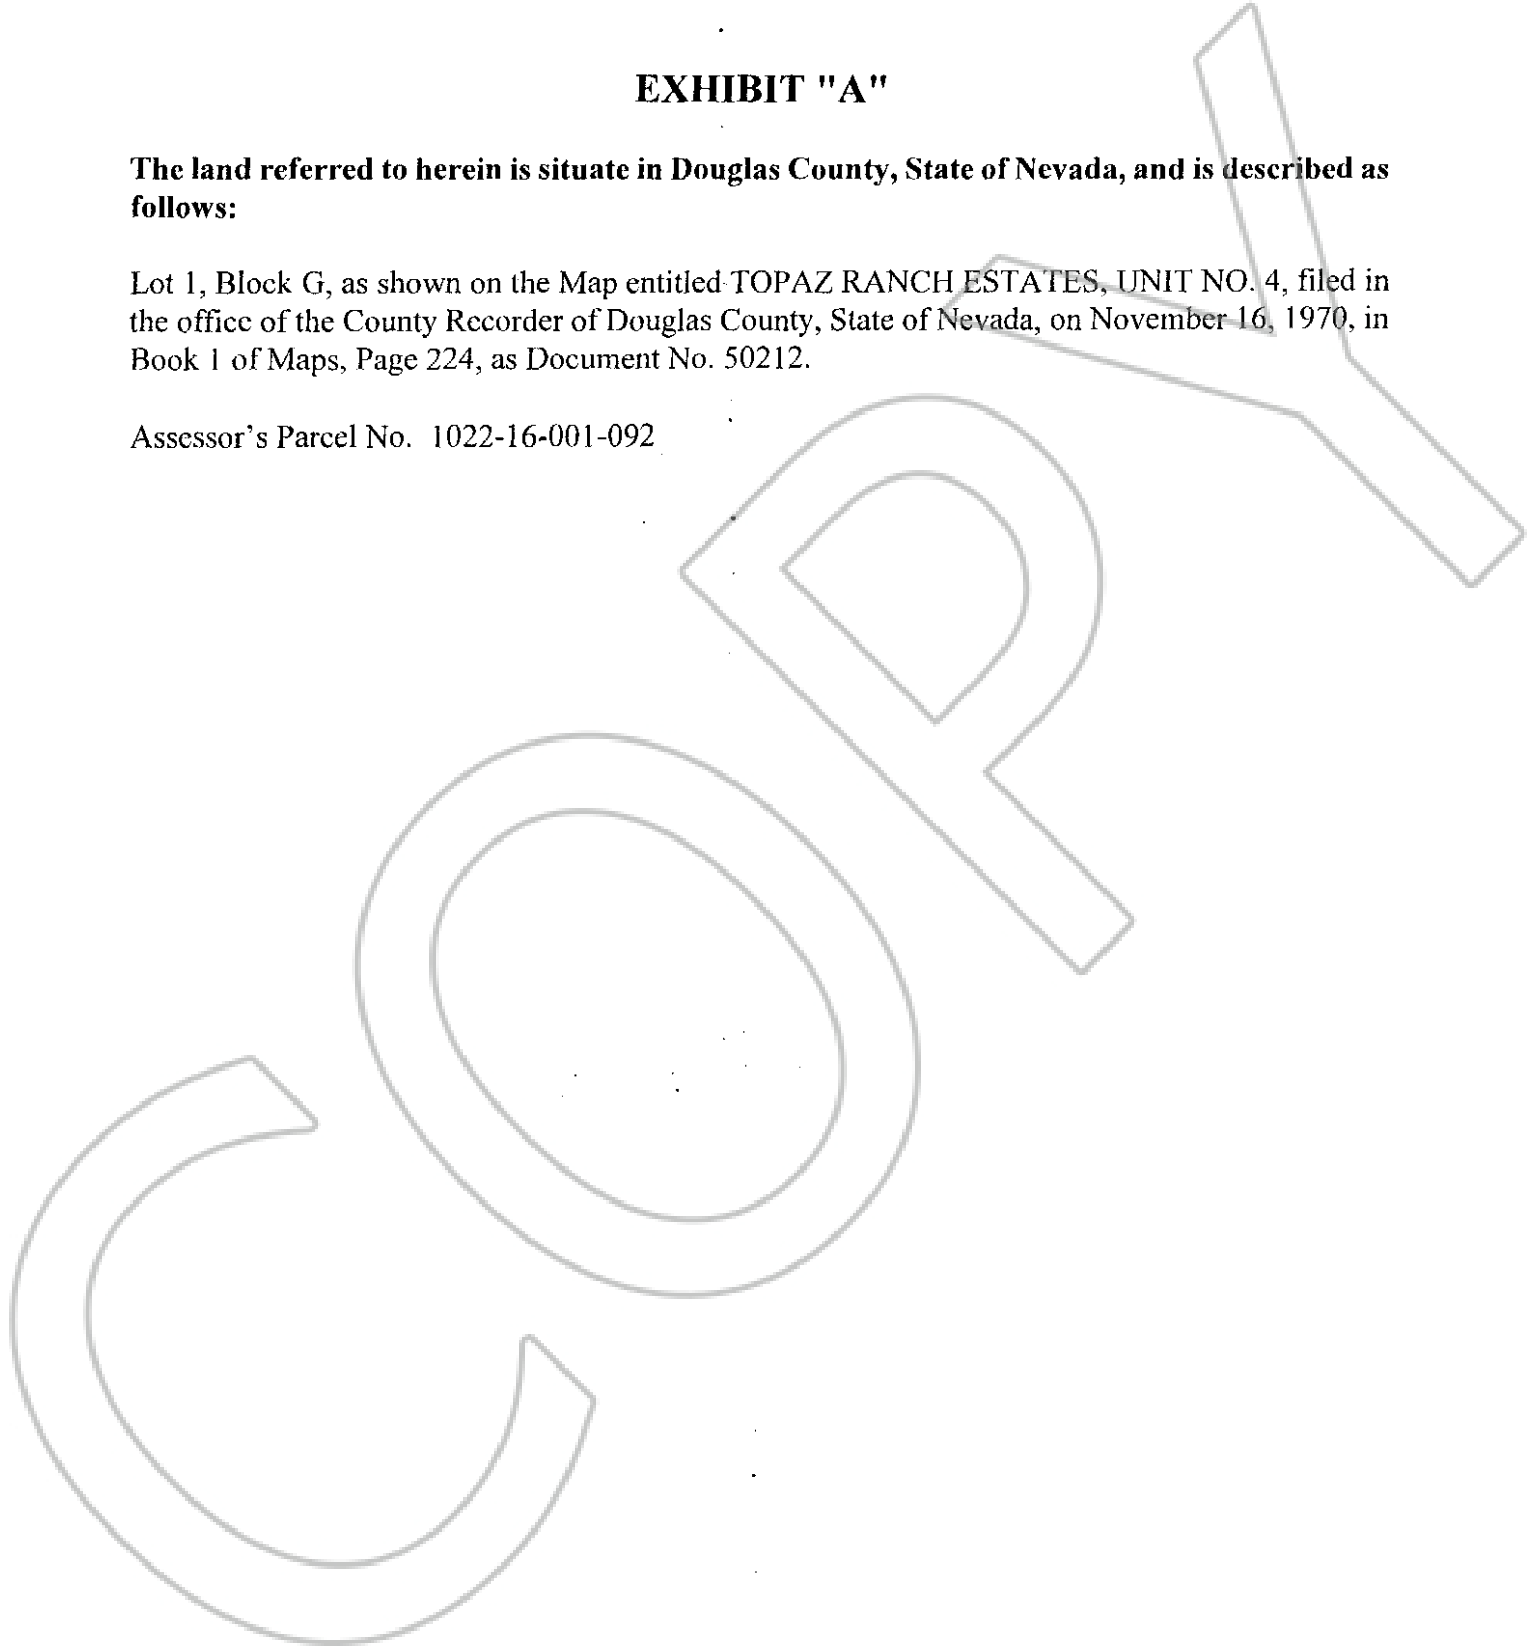 EXHIBIT "A"
The land referred to herein is situate in Douglas County, State of Nevada, and is described as
follows:
Lot 1, Block G, as shown on the Map entitled TOPAZ RANCH ESTATES, UNIT NO. 4, filed in
the office of the County Recorder of Douglas County, State of Nevada, on November 16, 1970, in
Book 1 of Maps, Page 224, as Document No. 50212.
Assessor's Parcel No. 1022-16-001-092
COPY